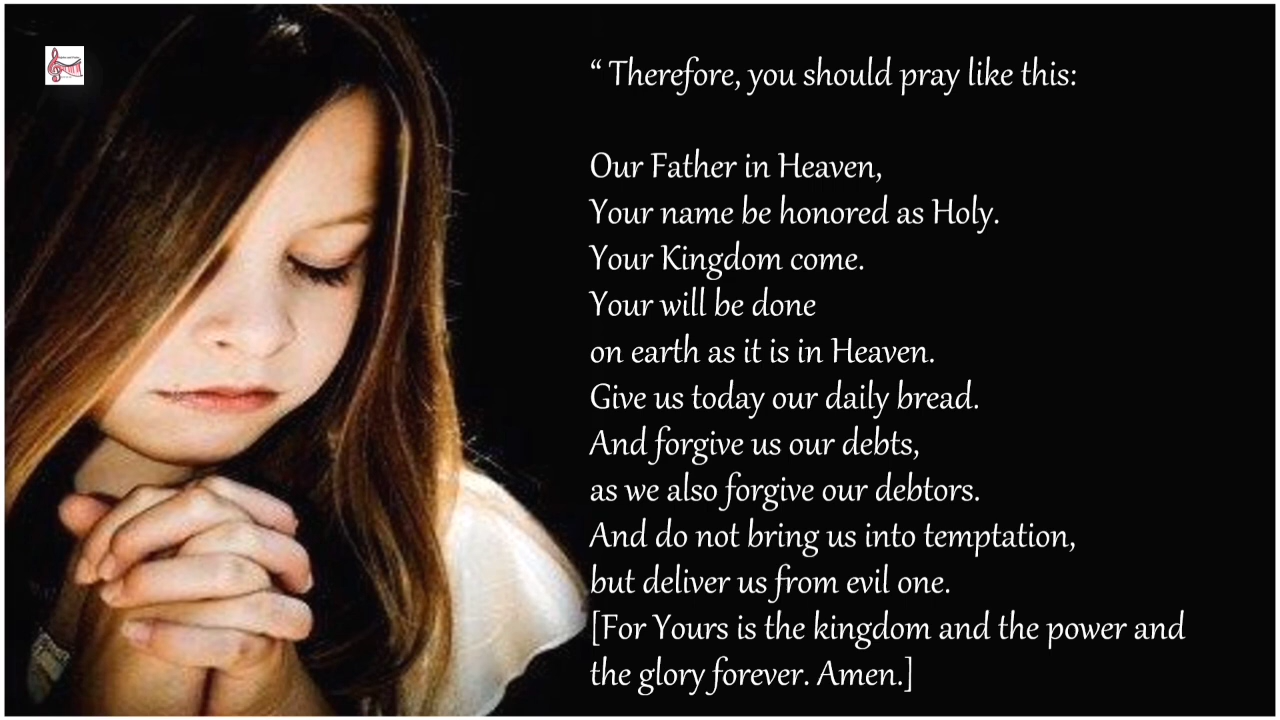 “ Therefore, you should pray like this:
Our Father in Heaven,
Your name be honored as Holy.
Your Kingdom come.
Your will be done
on earth as it is in Heaven.
Give us today our daily bread.
And forgive us our debts,
as we also forgive our debtors.
And do not bring us into temptation,
but deliver us from evil one.
[For Yours is the kingdom and the power and
the glory forever. Amen.]